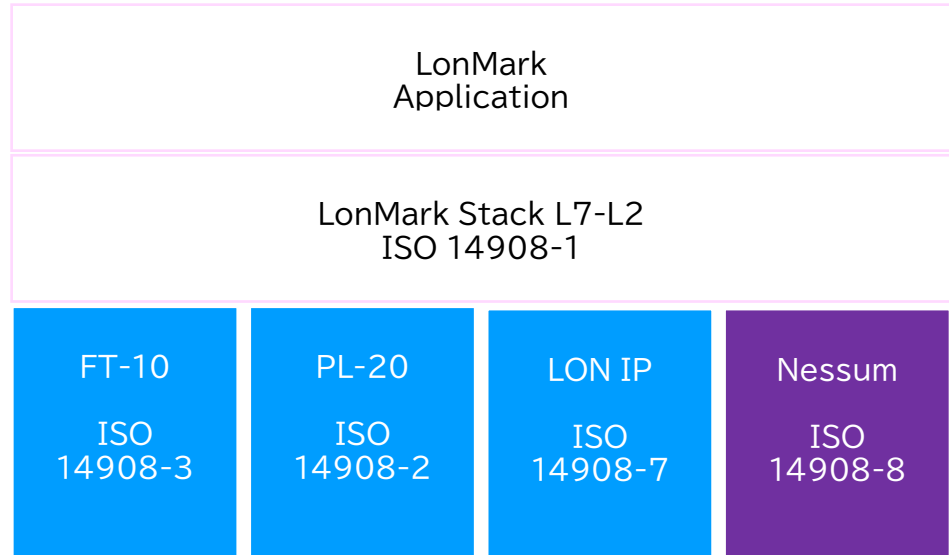 LonMark
Application
LonMark Stack L7-L2
ISO 14908-1
FT-10
ISO
14908-3
PL-20
ISO
14908-2
LON IP
ISO
14908-7
Nessum
ISO
14908-8